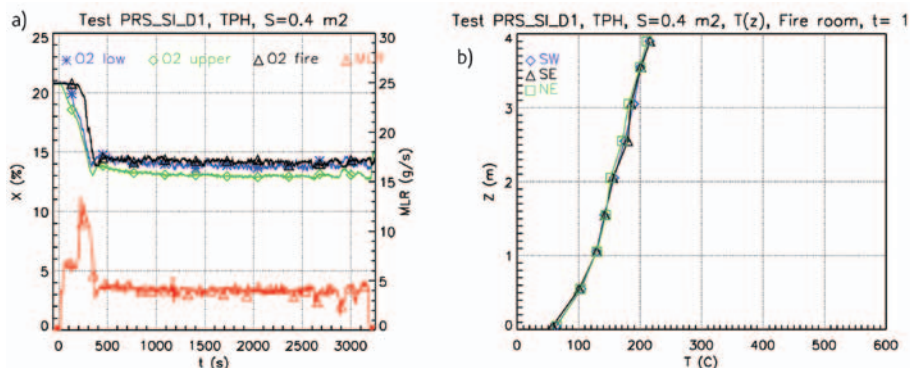 Test PRS_SI_D1, TPH, S=0.4 m2
a)
25
20
15
10
5
0
X (%)
O2 low
O2 upper
O2 fire
MLR
30
25
20
15
10
5
0
MLR (g/s)
0 500 1000 1500 2000 2500 3000
t (s)
Test PRS_SI_D1, TPH, S=0.4 m2, T(z), Fire room, t= 1
b)
4
3
2
1
0
Z (m)
SW
SE
NE
0 100 200 300 400 500 600
T (C)